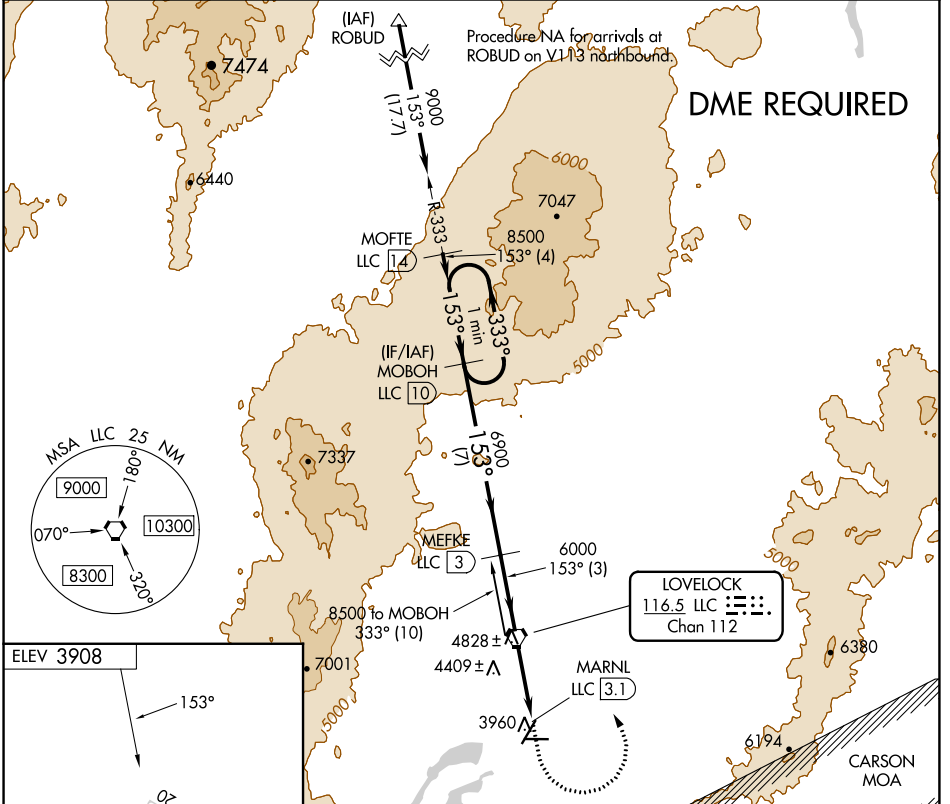 (IAF)
ROBUD
Procedure NA for arrivals at
ROBUD on V113 northbound.
7474
DME REQUIRED
9000
153°
(17.7)
6440
6000
7047
R-333
MOFTE
LLC 14
8500
153° (4)
153°
1 min
333°
5000
(IF/IAF)
MOBOH
LLC 10
6900
153°
(7)
7337
MSA LLC 25 NM
180°
9000
070°
10300
8300
320°
MEFKE
LLC 3
6000
153° (3)
5000
8500 to MOBOH
333° (10)
LOVELOCK
116.5 LLC
Chan 112
4828 ±
4409 ±
7001
5000
6380
MARNL
LLC 3.1
3960
6194
CARSON
MOA
ELEV 3908
153°